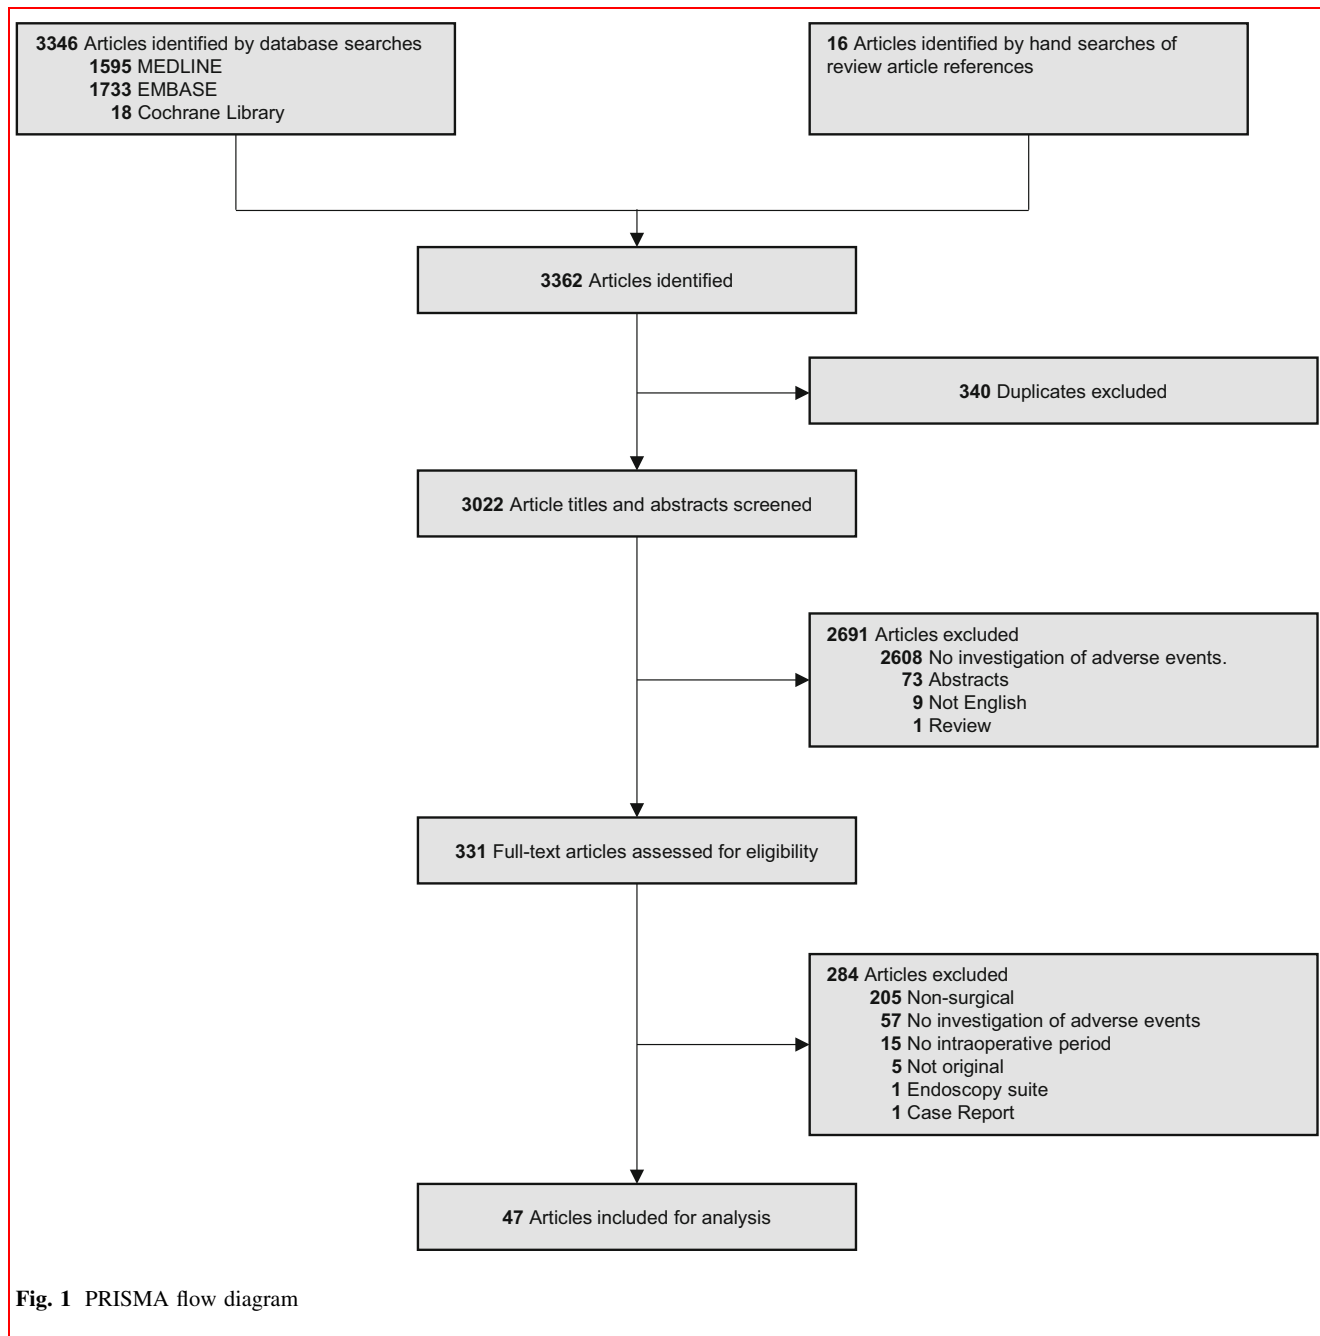 3346 Articles identified by database searches
1595 MEDLINE
1733 EMBASE
18 Cochrane Library
16 Articles identified by hand searches of
review article references
3362 Articles identified
340 Duplicates excluded
3022 Article titles and abstracts screened
2691 Articles excluded
2608 No investigation of adverse events.
73 Abstracts
9 Not English
1 Review
331 Full-text articles assessed for eligibility
284 Articles excluded
205 Non-surgical
57 No investigation of adverse events
15 No intraoperative period
5 Not original
1 Endoscopy suite
1 Case Report
47 Articles included for analysis
Fig. 1 PRISMA flow diagram